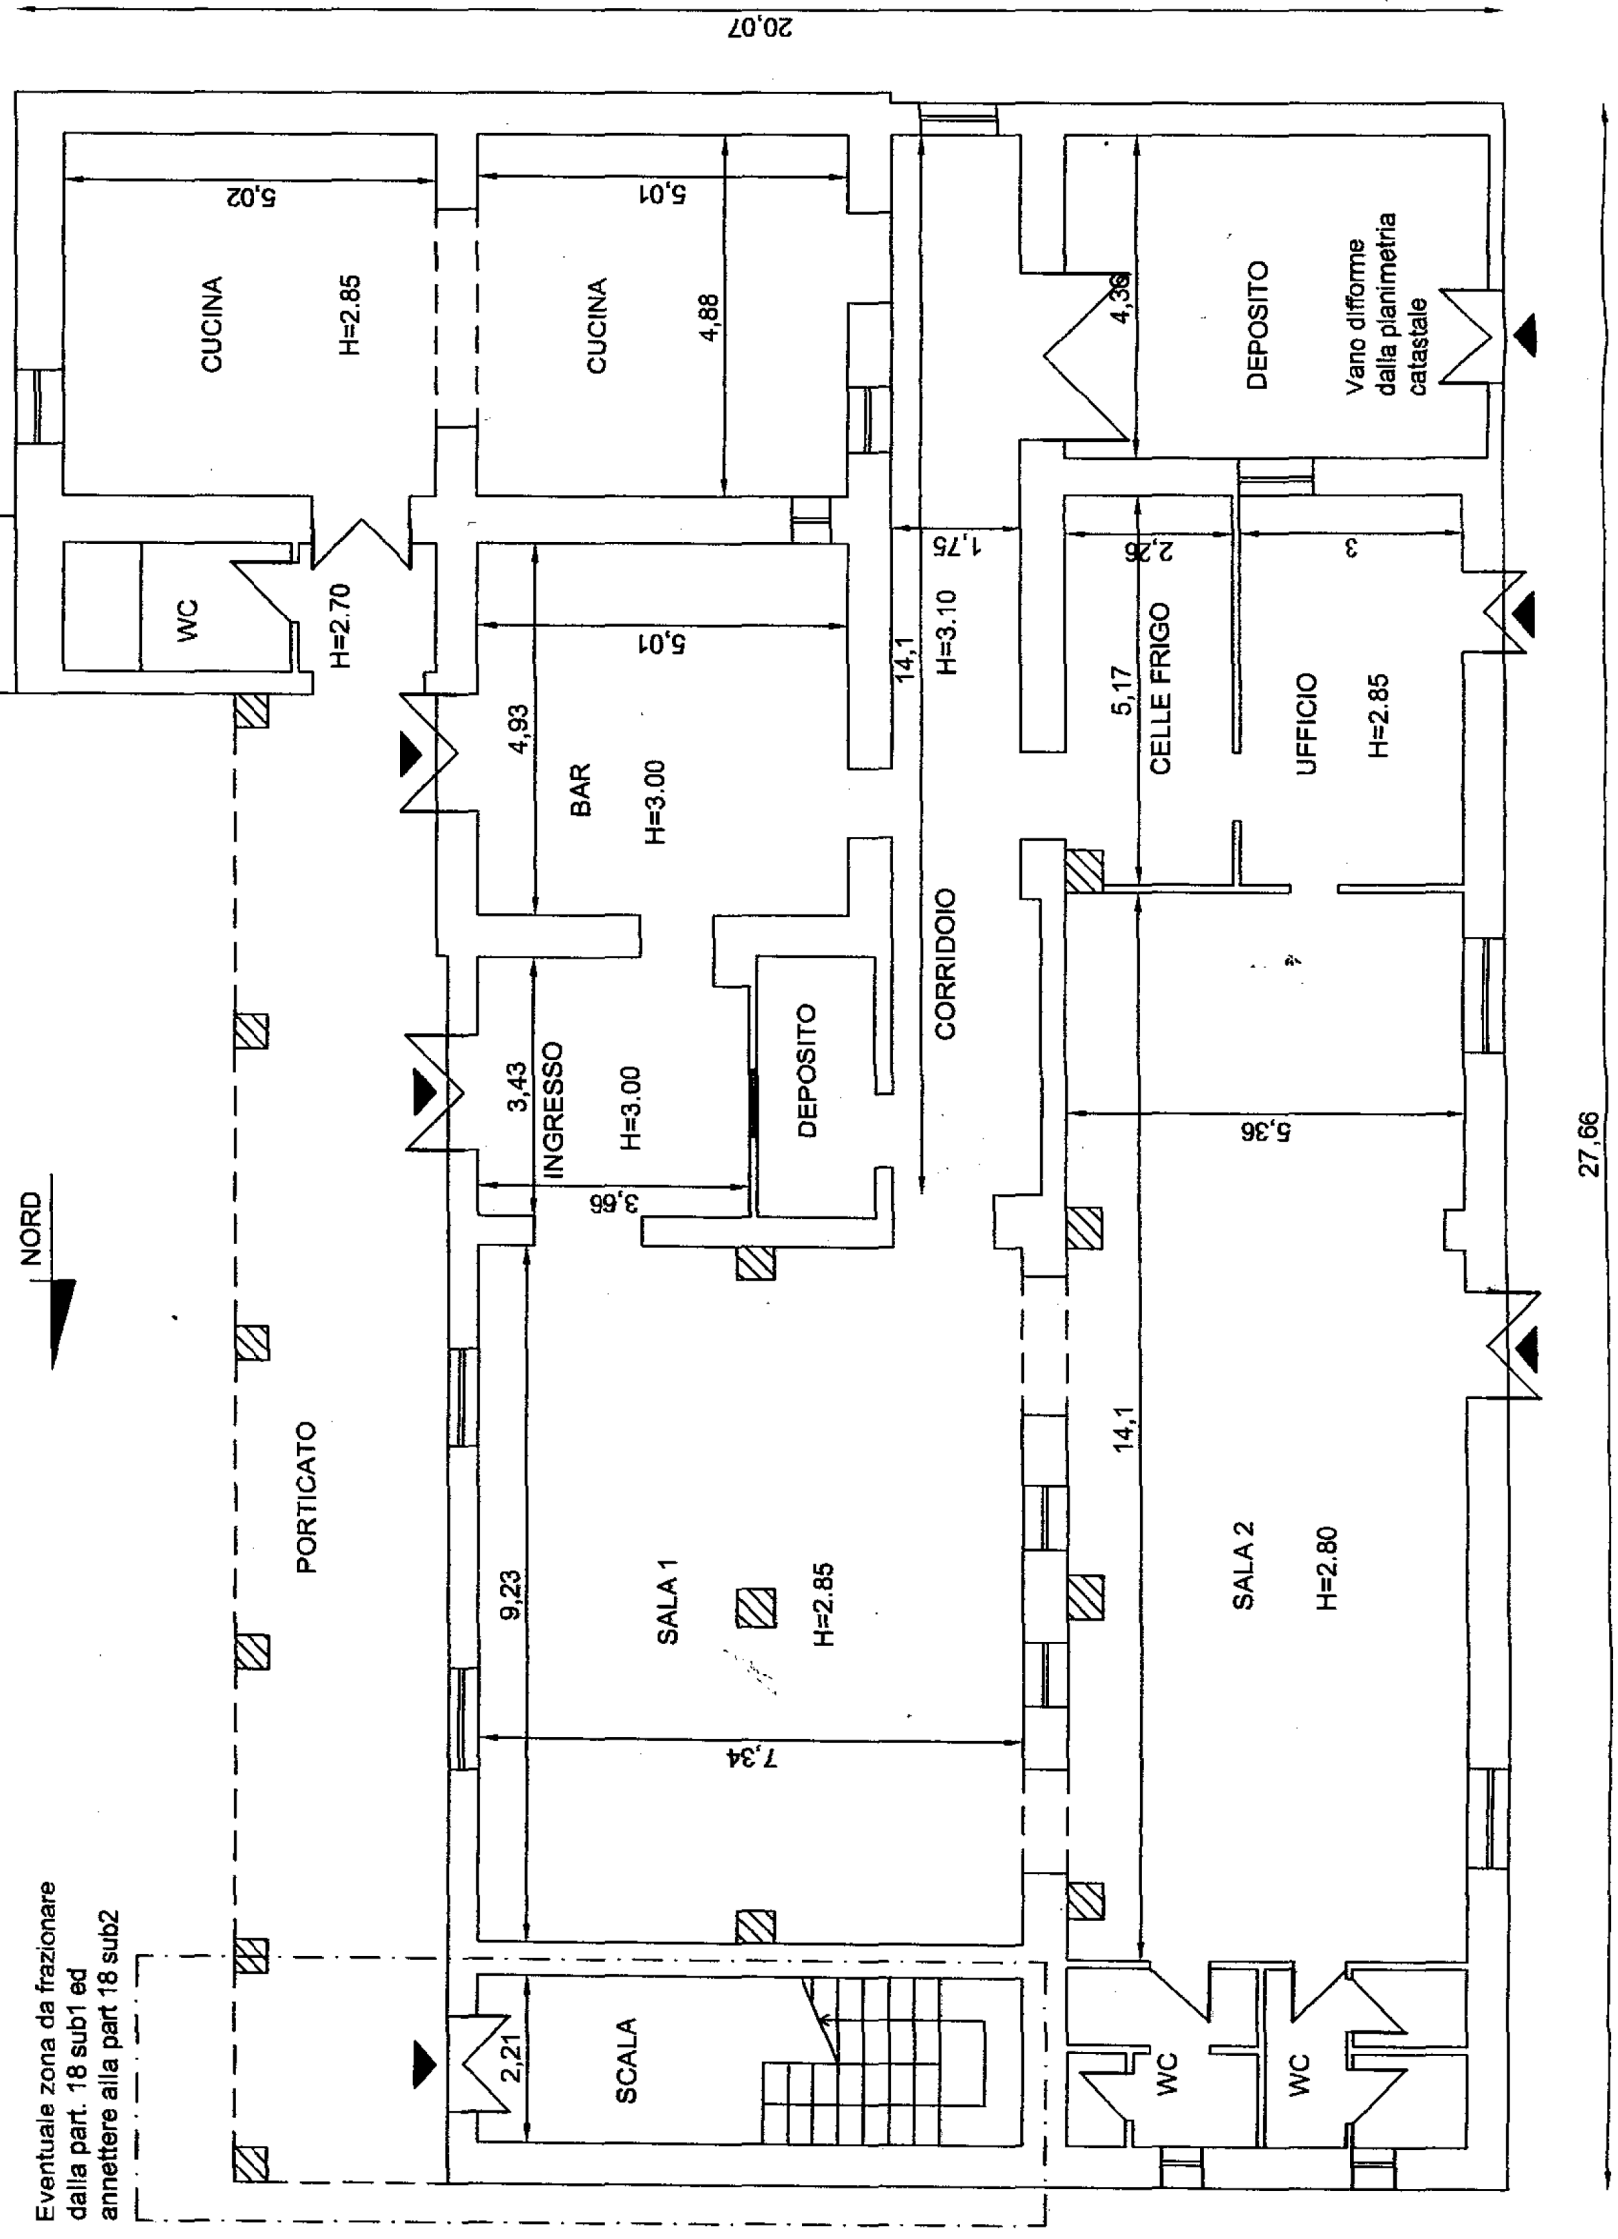 Eventuale zona da frazionare
dalla part. 18 sub1 ed
annettere alla part 18 sub2
NORD
PORTICATO
20,07
27,66
WC
H=2.70
CUCINA
H=2.85
5,02
CUCINA
5,01
4,88
BAR
H=3.00
4,93
5,01
INGRESSO
H=3.00
3,43
3,66
DEPOSITO
CORRIDOIO
14,1
H=3.10
1,75
SALA 1
H=2.85
9,23
7,34
SCALA
2,21
DEPOSITO
4,36
Vano difforme
dalla planimetria
catastale
CELLE FRIGO
5,17
2,26
UFFICIO
H=2.85
3
SALA 2
H=2.80
14,1
5,36
WC
WC